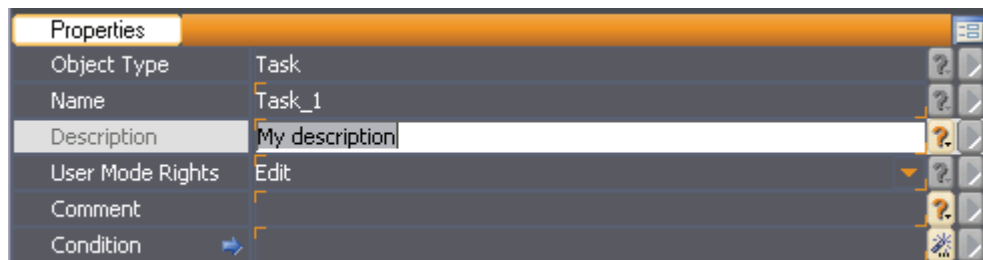 Properties
Object Type Task
Name Task_1
Description My description
User Mode Rights Edit
Comment
Condition